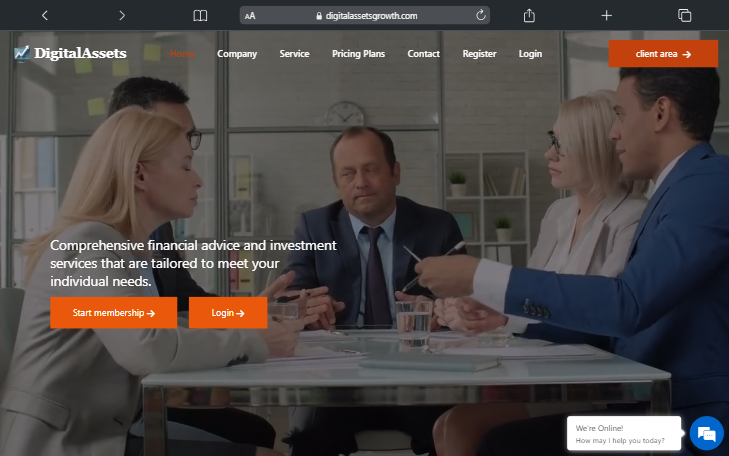 AA digitalassetsgrowth.com
DigitalAssets Home Company Service Pricing Plans Contact Register Login client area →
Comprehensive financial advice and investment
services that are tailored to meet your
individual needs.
Start membership → Login →
We're Online!
How may I help you today?